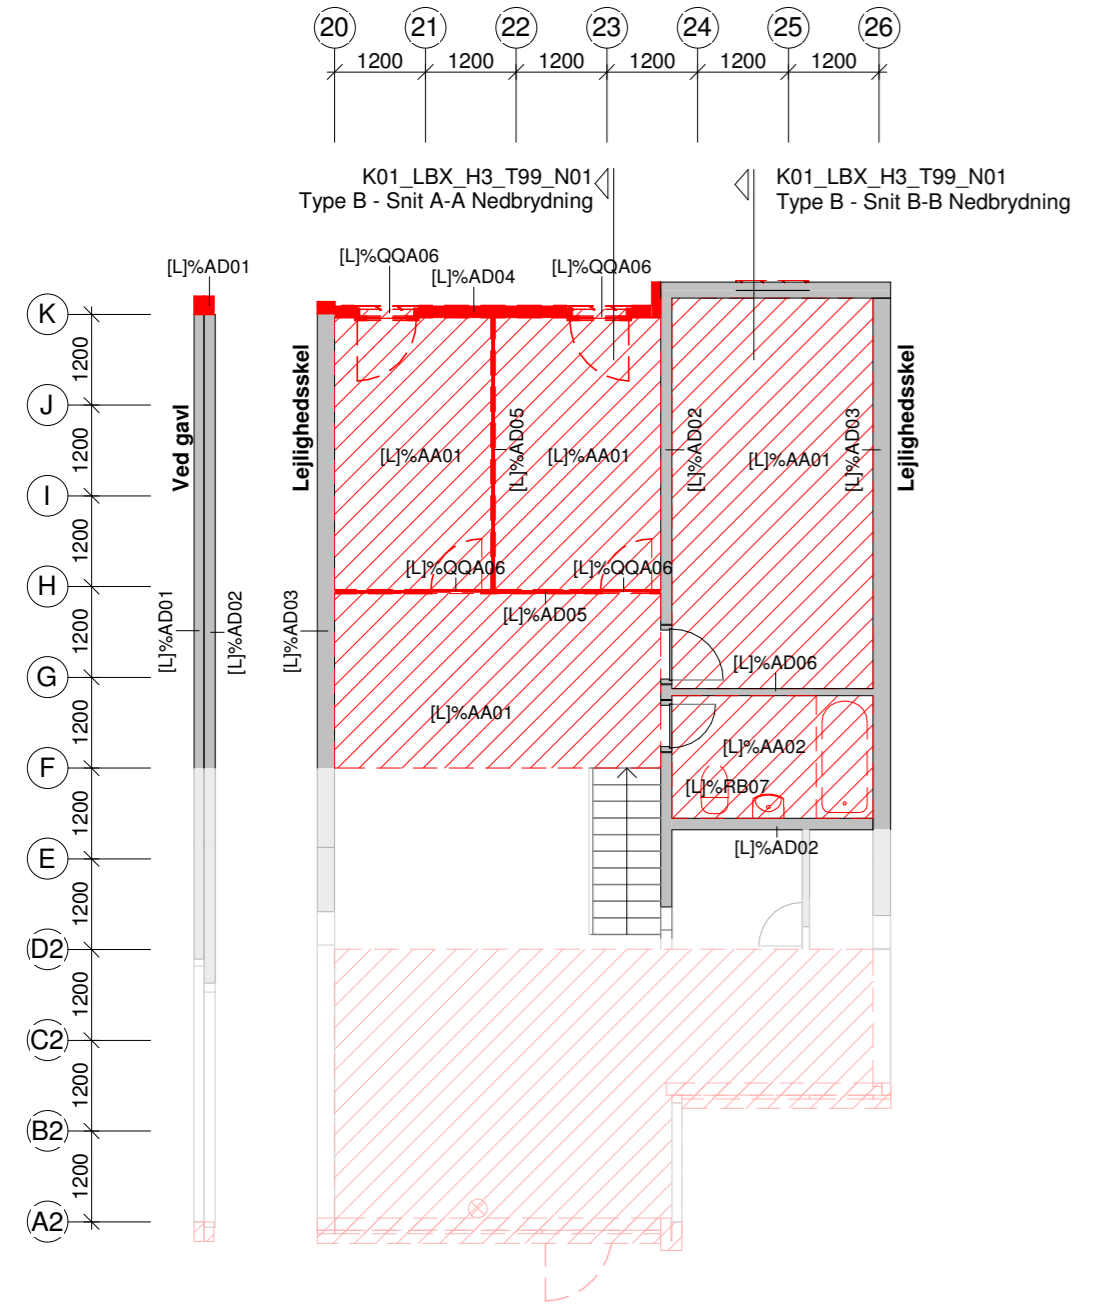 20 21 22 23 24 25 26
1200 1200 1200 1200 1200 1200
K01_LBX_H3_T99_N01
Type B - Snit A-A Nedbrydning
K01_LBX_H3_T99_N01
Type B - Snit B-B Nedbrydning
[L]%AD01
[L]%QQA06
[L]%AD04
[L]%QQA06
K
1200
J
1200
I
1200
H
1200
G
1200
F
1200
E
1200
D2
1200
C2
1200
B2
1200
A2
Ved gavl
Lejlighedsskel
Lejlighedsskel
[L]%AA01
[L]%AD05
[L]%AA01
[L]%AD02
[L]%AA01
[L]%AD03
[L]%QQA06
[L]%QQA06
[L]%AD05
[L]%AD01
[L]%AD02
[L]%AD03
[L]%AD06
[L]%AA01
[L]%AA02
[L]%RB07
[L]%AD02